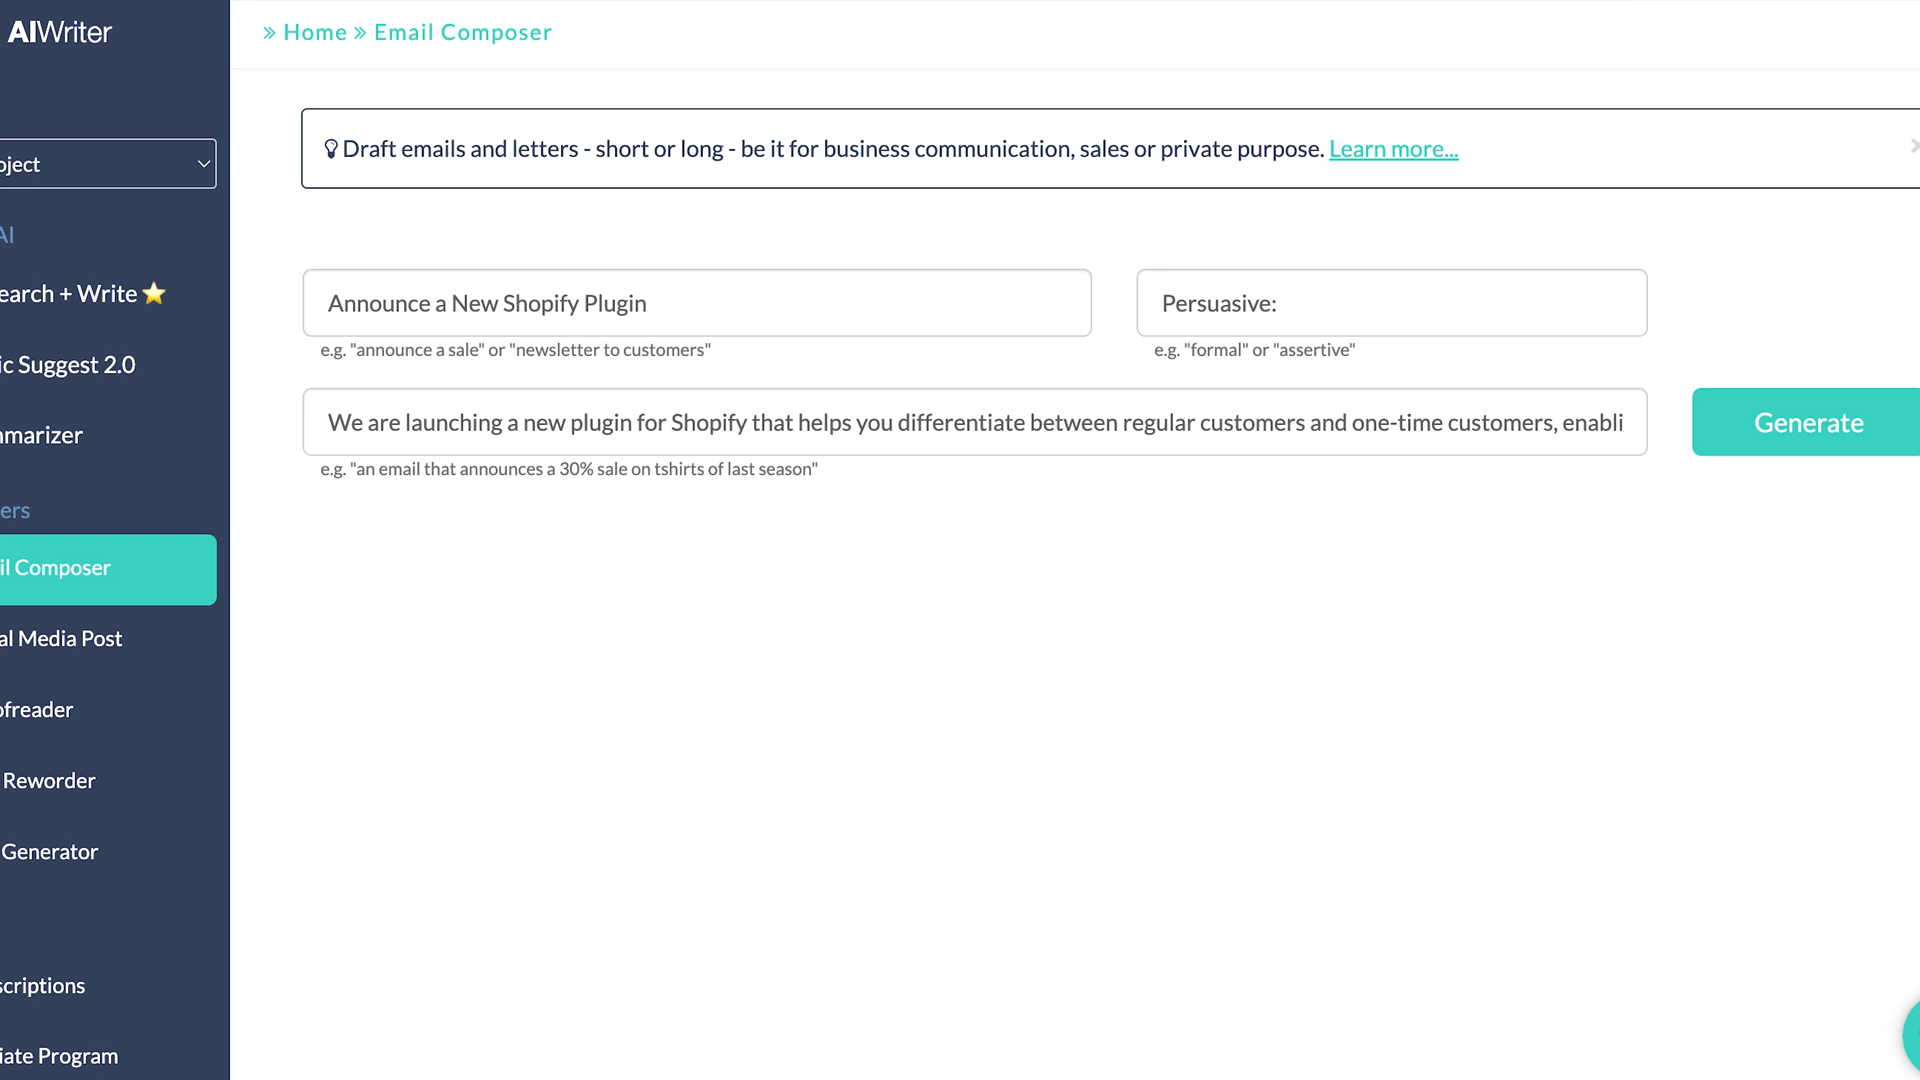 AIWriter
» Home » Email Composer
Draft emails and letters - short or long - be it for business communication, sales or private purpose. Learn more...
oject
AI
earch + Write
ic Suggest 2.0
marizer
ers
il Composer
al Media Post
ofreader
Reworder
Generator
scriptions
iate Program
Announce a New Shopify Plugin
Persuasive:
e.g. "announce a sale" or "newsletter to customers"
e.g. "formal" or "assertive"
We are launching a new plugin for Shopify that helps you differentiate between regular customers and one-time customers, enabli
Generate
e.g. "an email that announces a 30% sale on tshirts of last season"